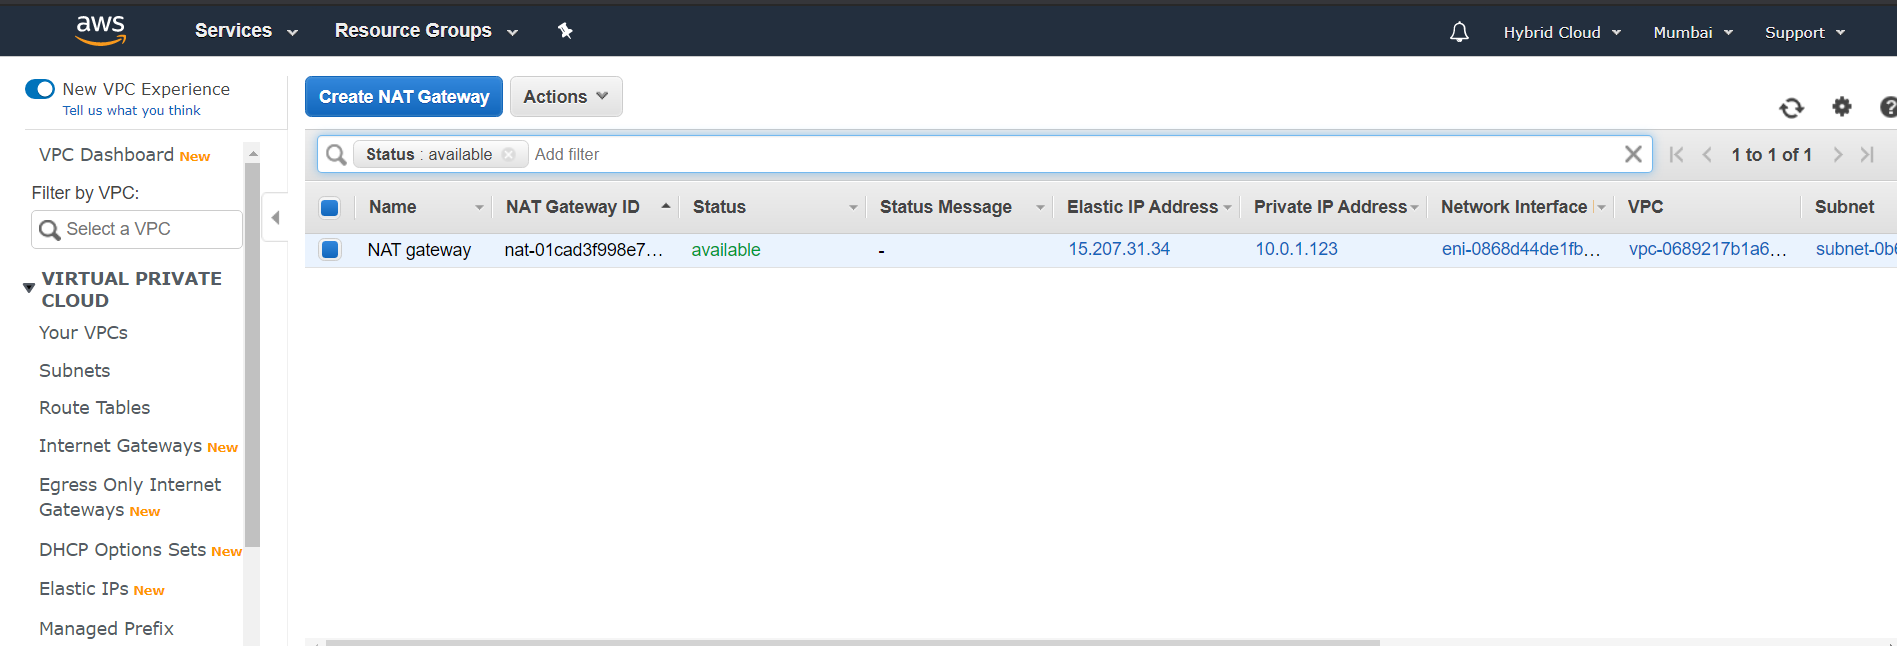 aws Services Resource Groups Hybrid Cloud Mumbai Support
New VPC Experience
Tell us what you think
VPC Dashboard New
Filter by VPC:
Select a VPC
VIRTUAL PRIVATE
CLOUD
Your VPCs
Subnets
Route Tables
Internet Gateways New
Egress Only Internet
Gateways New
DHCP Options Sets New
Elastic IPs New
Managed Prefix
Create NAT Gateway Actions
Status : available Add filter 1 to 1 of 1
Name NAT Gateway ID Status Status Message Elastic IP Address Private IP Address Network Interface VPC Subnet
NAT gateway nat-01cad3f998e7... available - 15.207.31.34 10.0.1.123 eni-0868d44de1fb... vpc-0689217b1a6... subnet-0b6